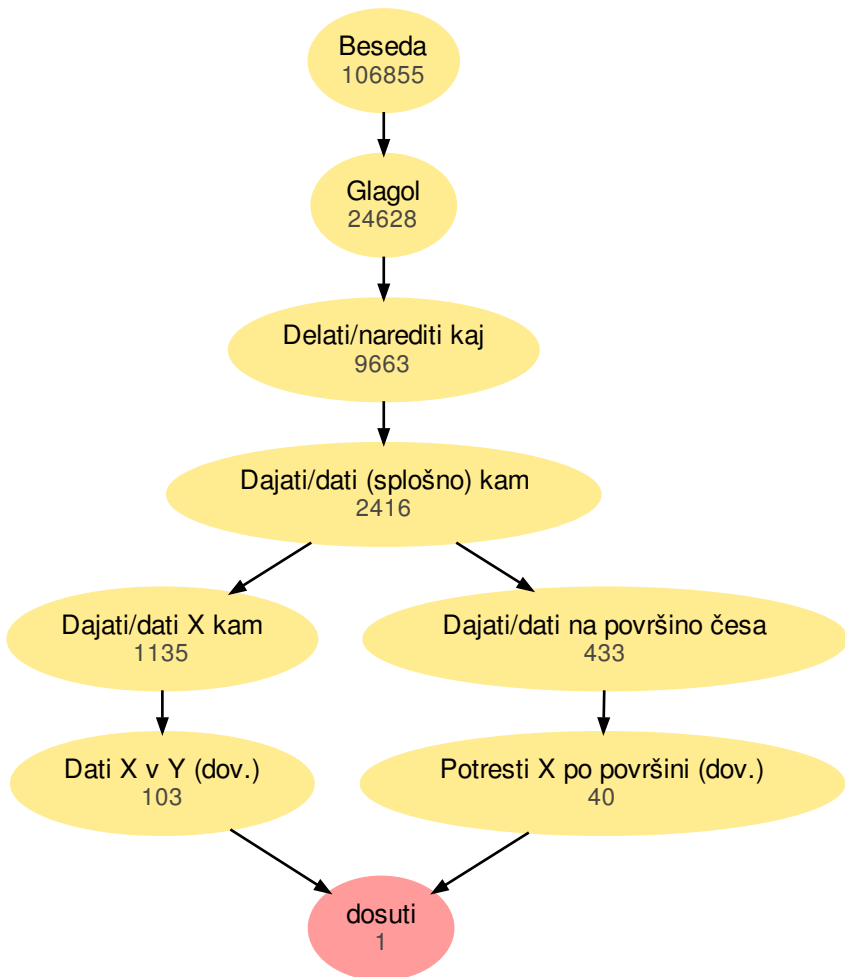 Beseda
106855
Glagol
24628
Delati/narediti kaj
9663
Dajati/dati (splošno) kam
2416
Dajati/dati X kam
1135
Dajati/dati na površino česa
433
Dati X v Y (dov.)
103
Potresti X po površini (dov.)
40
dosuti
1